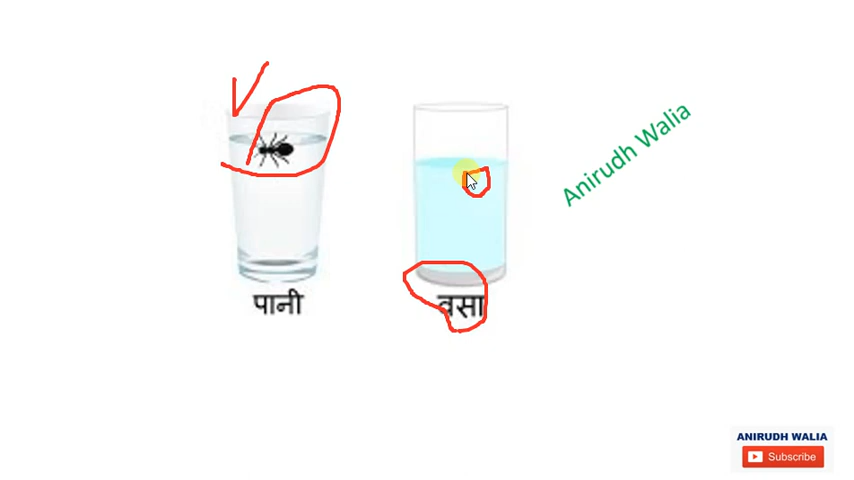 Anirudh Walia
पानी
वसा
ANIRUDH WALIA
Subscribe